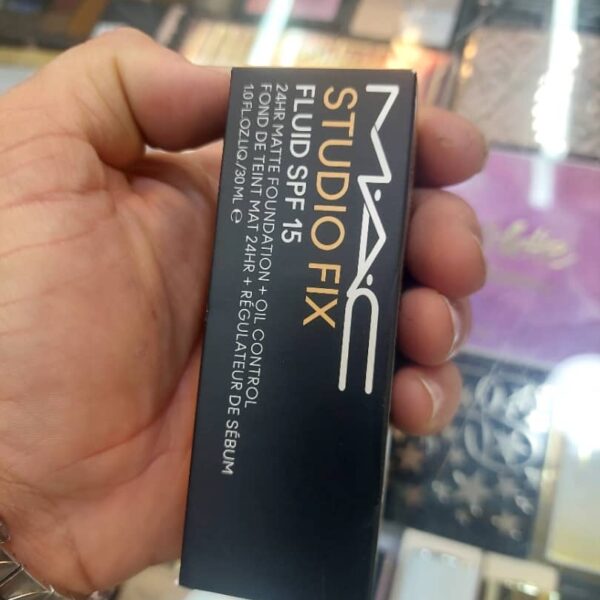 M·A·C
STUDIO FIX
FLUID SPF 15
24HR MATTE FOUNDATION + OIL CONTROL
FOND DE TEINT MAT 24HR + RÉGULATEUR DE SÉBUM
1.0 FL.OZ.LIQ/30 ML e